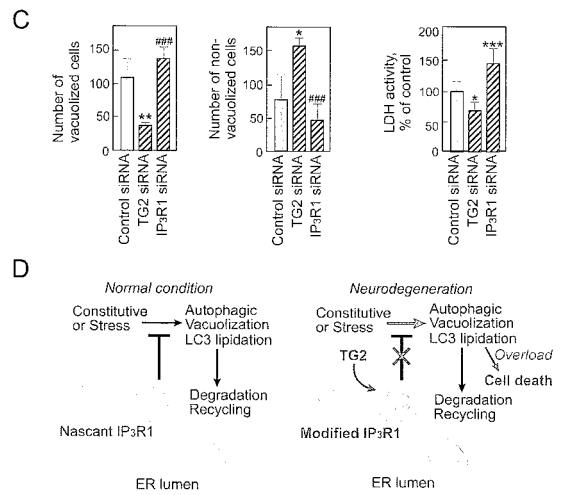 C
Number of vacuolized cells
150
100
50
0
**
###
Control siRNA
TG2 siRNA
IP3R1 siRNA
Number of non-vacuolized cells
150
100
50
0
*
###
Control siRNA
TG2 siRNA
IP3R1 siRNA
LDH activity, % of control
200
150
100
50
0
*
***
Control siRNA
TG2 siRNA
IP3R1 siRNA
D
Normal condition
Constitutive or Stress
Autophagic
Vacuolization
LC3 lipidation
Degradation
Recycling
Nascant IP3R1
ER lumen
Neurodegeneration
Constitutive or Stress
Autophagic
Vacuolization
LC3 lipidation
TG2
Overload
Cell death
Degradation
Recycling
Modified IP3R1
ER lumen